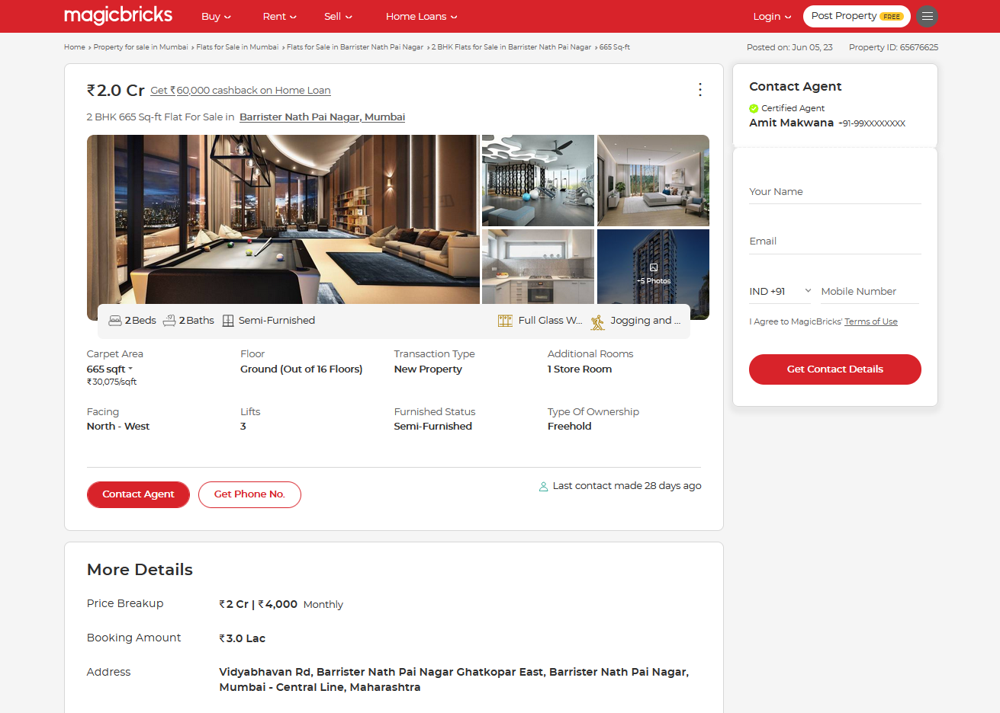 magicbricks Buy Rent Sell Home Loans Login Post Property FREE
Home › Property for sale in Mumbai › Flats for Sale in Mumbai › Flats for Sale in Barrister Nath Pai Nagar › 2 BHK Flats for Sale in Barrister Nath Pai Nagar › 665 Sq-ft
Posted on: Jun 05, 23 Property ID: 65676625
₹2.0 Cr Get ₹60,000 cashback on Home Loan
2 BHK 665 Sq-ft Flat For Sale in Barrister Nath Pai Nagar, Mumbai
+5 Photos
2 Beds 2 Baths Semi-Furnished Full Glass W... Jogging and ...
Carpet Area
665 sqft
₹30,075/sqft
Floor
Ground (Out of 16 Floors)
Transaction Type
New Property
Additional Rooms
1 Store Room
Facing
North - West
Lifts
3
Furnished Status
Semi-Furnished
Type Of Ownership
Freehold
Contact Agent Get Phone No. Last contact made 28 days ago
More Details
Price Breakup ₹2 Cr | ₹4,000 Monthly
Booking Amount ₹3.0 Lac
Address Vidyabhavan Rd, Barrister Nath Pai Nagar Ghatkopar East, Barrister Nath Pai Nagar,
Mumbai - Central Line, Maharashtra
Contact Agent
Certified Agent
Amit Makwana +91-99XXXXXXXX
Your Name
Email
IND +91 Mobile Number
I Agree to MagicBricks' Terms of Use
Get Contact Details